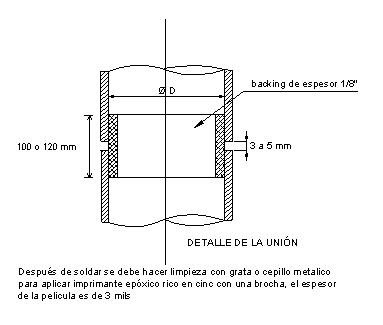 backing de espesor 1/8"
Ø D
100 o 120 mm
3 a 5 mm
DETALLE DE LA UNIÓN
Después de soldar se debe hacer limpieza con grata o cepillo metalico
para aplicar imprimante epóxico rico en cinc con una brocha, el espesor
de la pelicula es de 3 mils